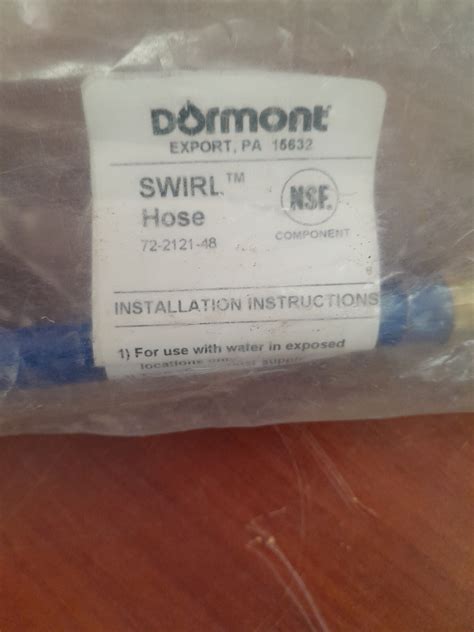 Dormont
EXPORT, PA 15632
SWIRL™
Hose
72-2121-48
NSF.
COMPONENT
INSTALLATION INSTRUCTIONS
1) For use with water in exposed
locations